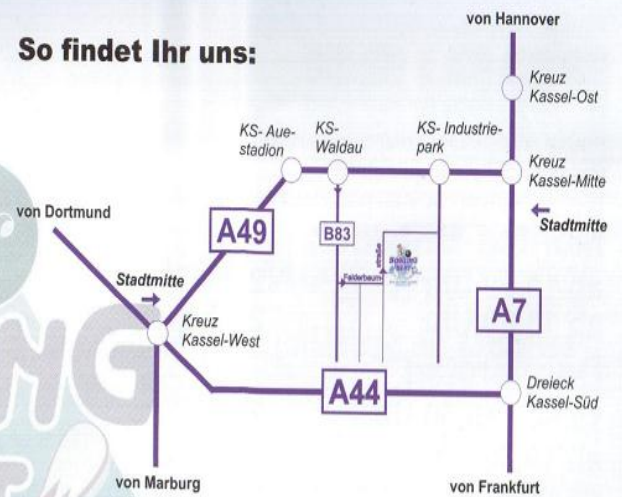 So findet Ihr uns:
von Hannover
Kreuz
Kassel-Ost
KS- Aue-
stadion
KS-
Waldau
KS- Industrie-
park
Kreuz
Kassel-Mitte
von Dortmund
A49
B83
Stadtmitte
straße
Falderbaum-
Stadtmitte
Kreuz
Kassel-West
A7
A44
Dreieck
Kassel-Süd
von Marburg
von Frankfurt